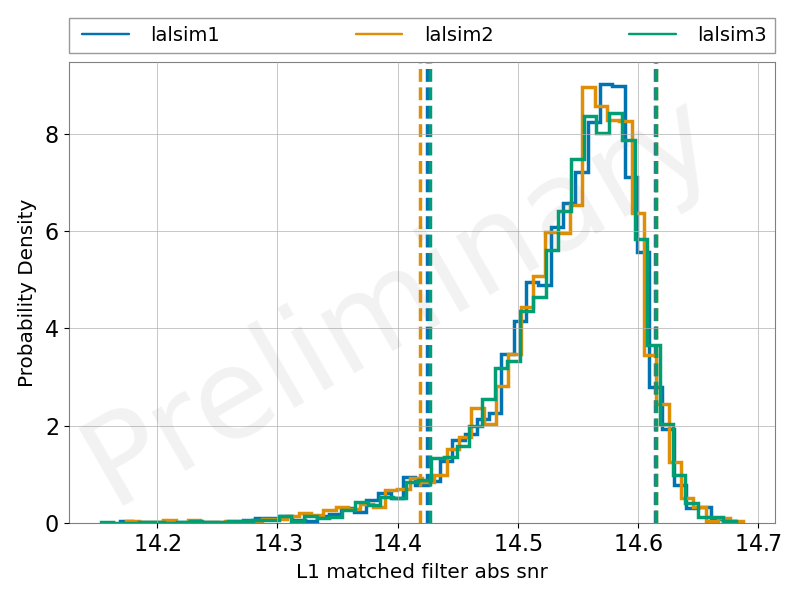 lalsim1 lalsim2 lalsim3
Preliminary
Probability Density
8
6
4
2
0
14.2 14.3 14.4 14.5 14.6 14.7
L1 matched filter abs snr